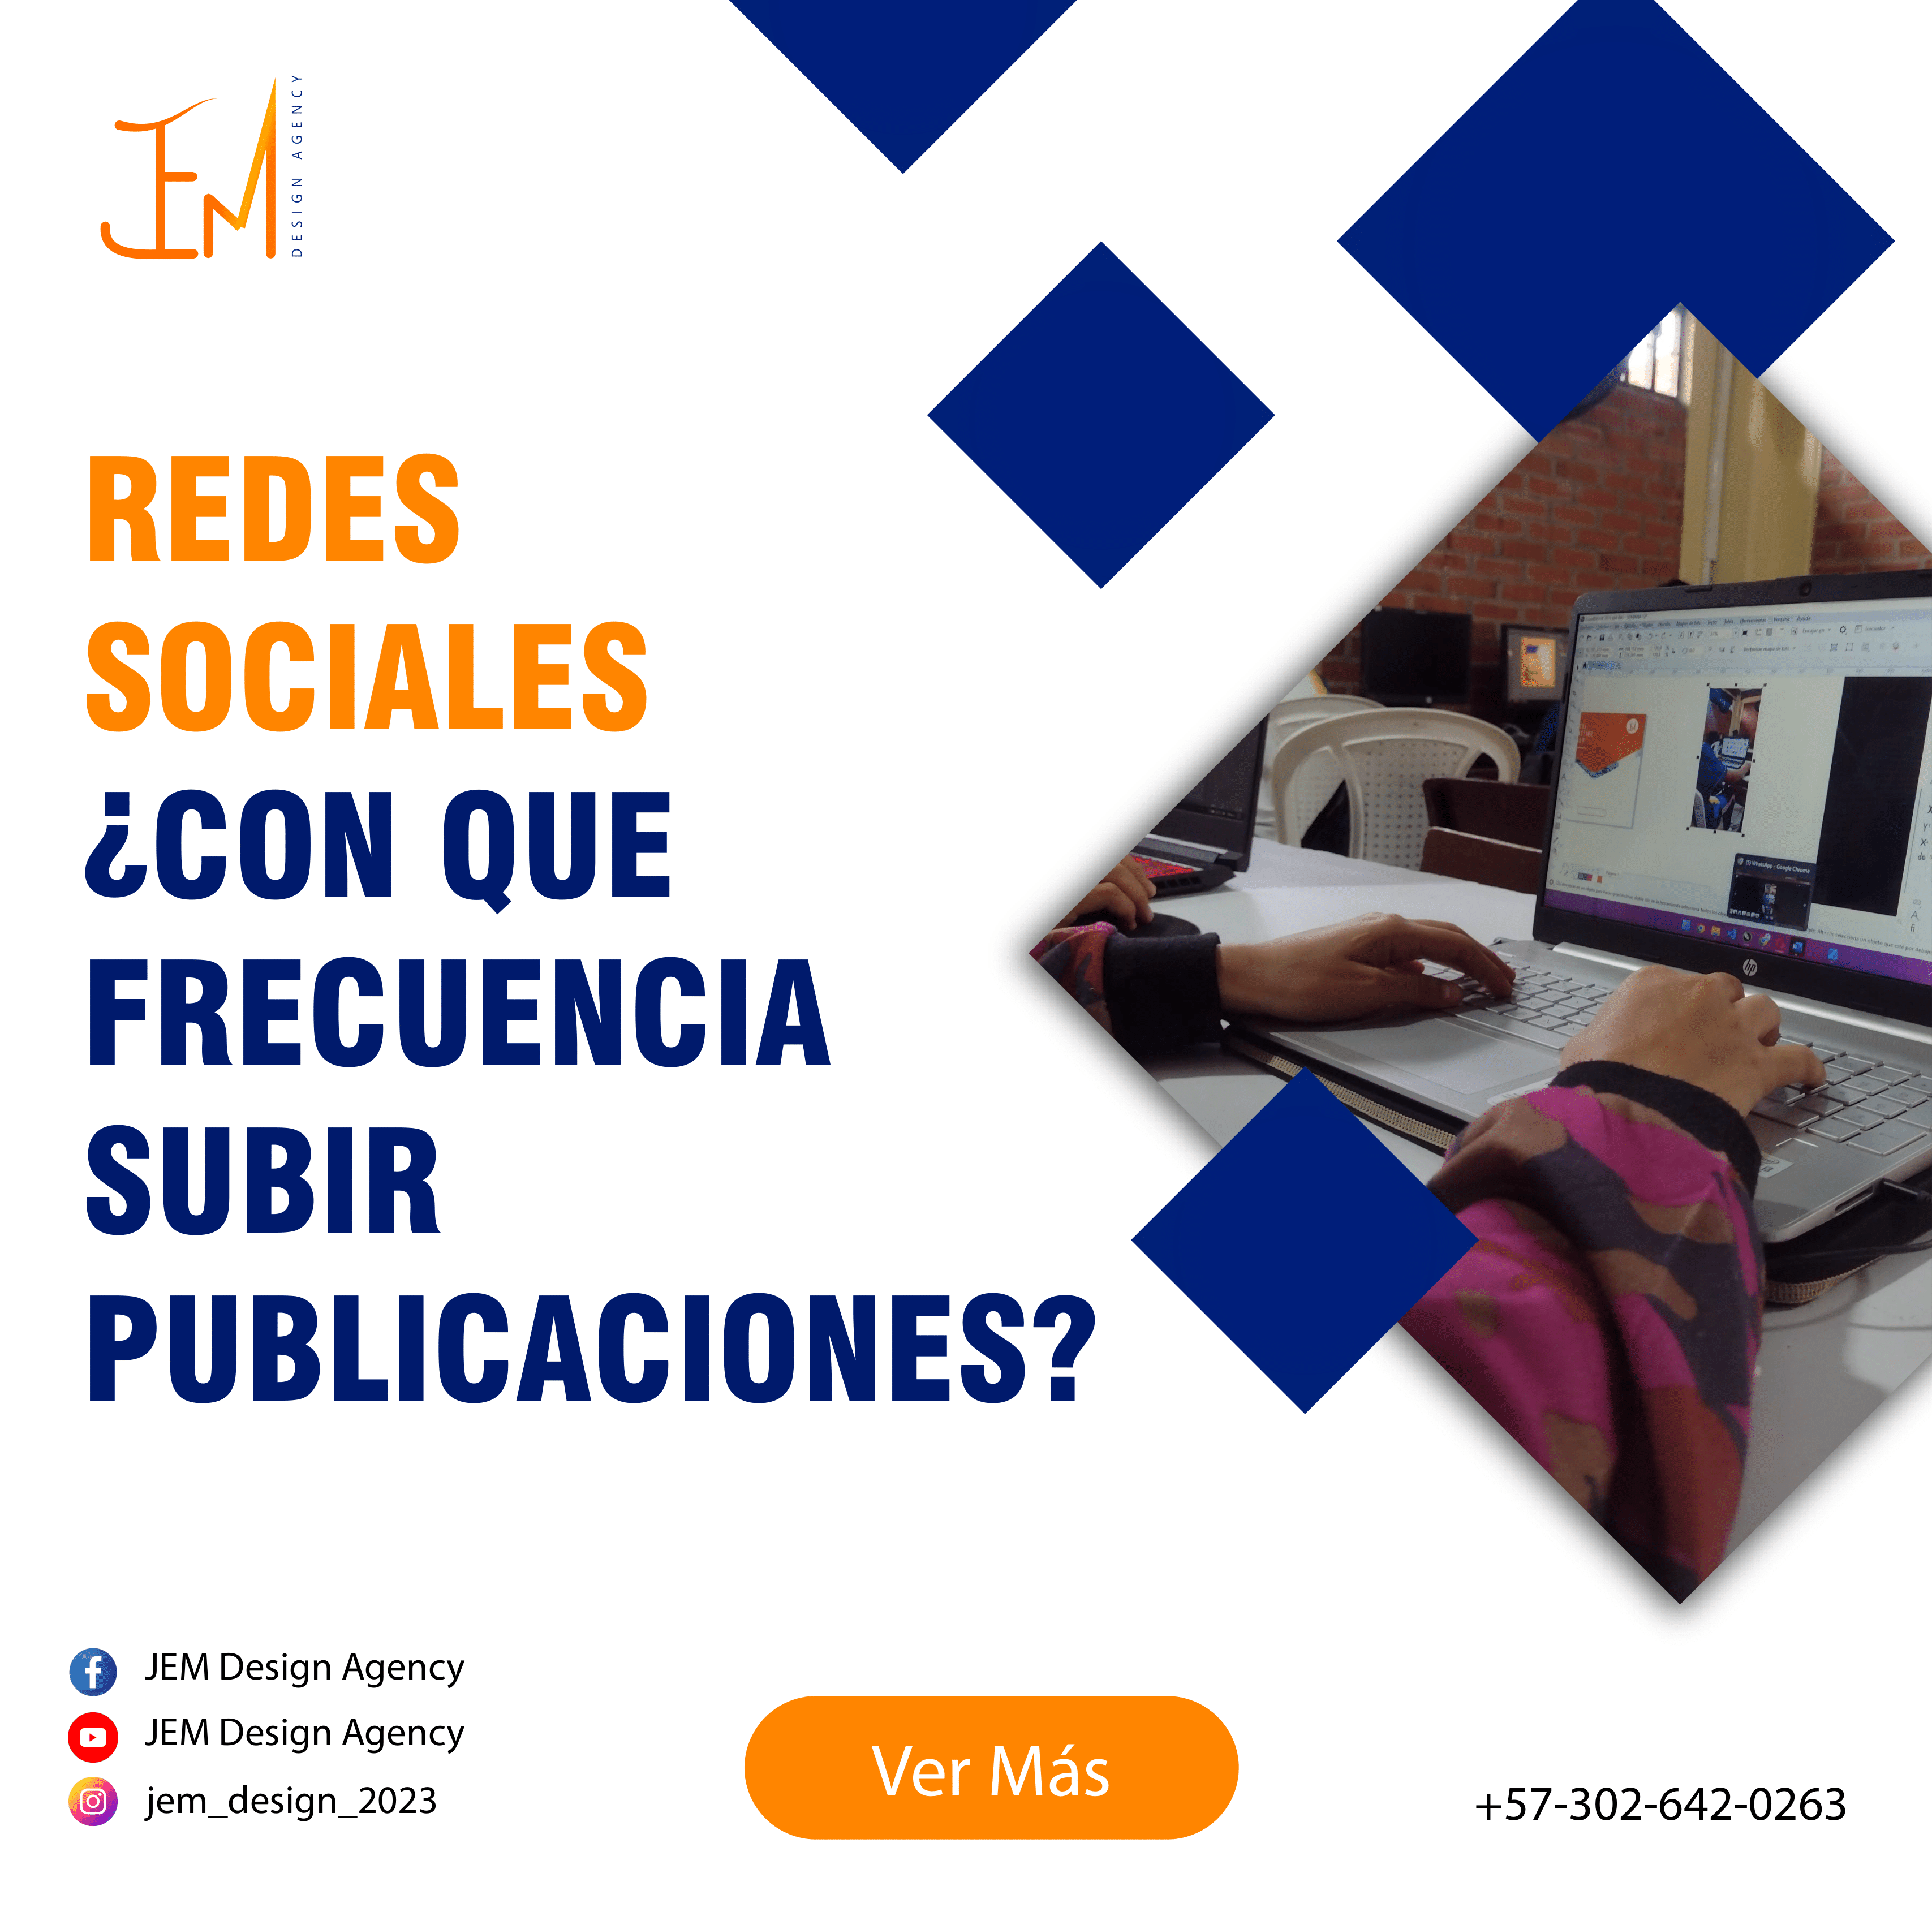 JEM
DESIGN AGENCY
REDES
SOCIALES
¿CON QUE
FRECUENCIA
SUBIR
PUBLICACIONES?
JEM Design Agency
JEM Design Agency
jem_design_2023
Ver Más
+57-302-642-0263
hp